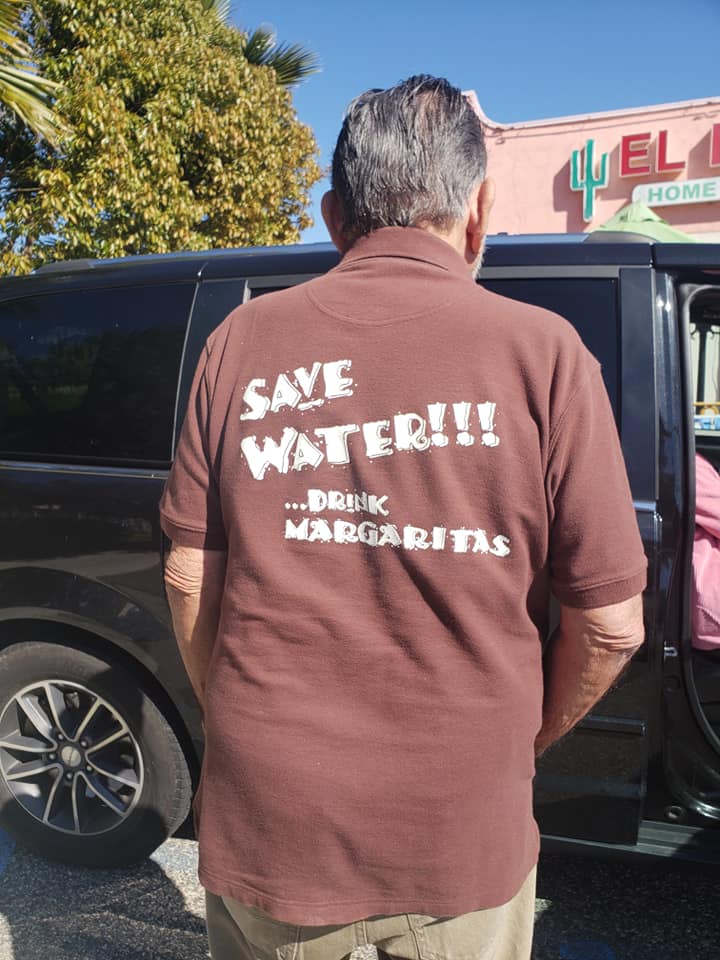 EL
HOME
SAVE
WATER!!!
...DRINK
MARGARITAS